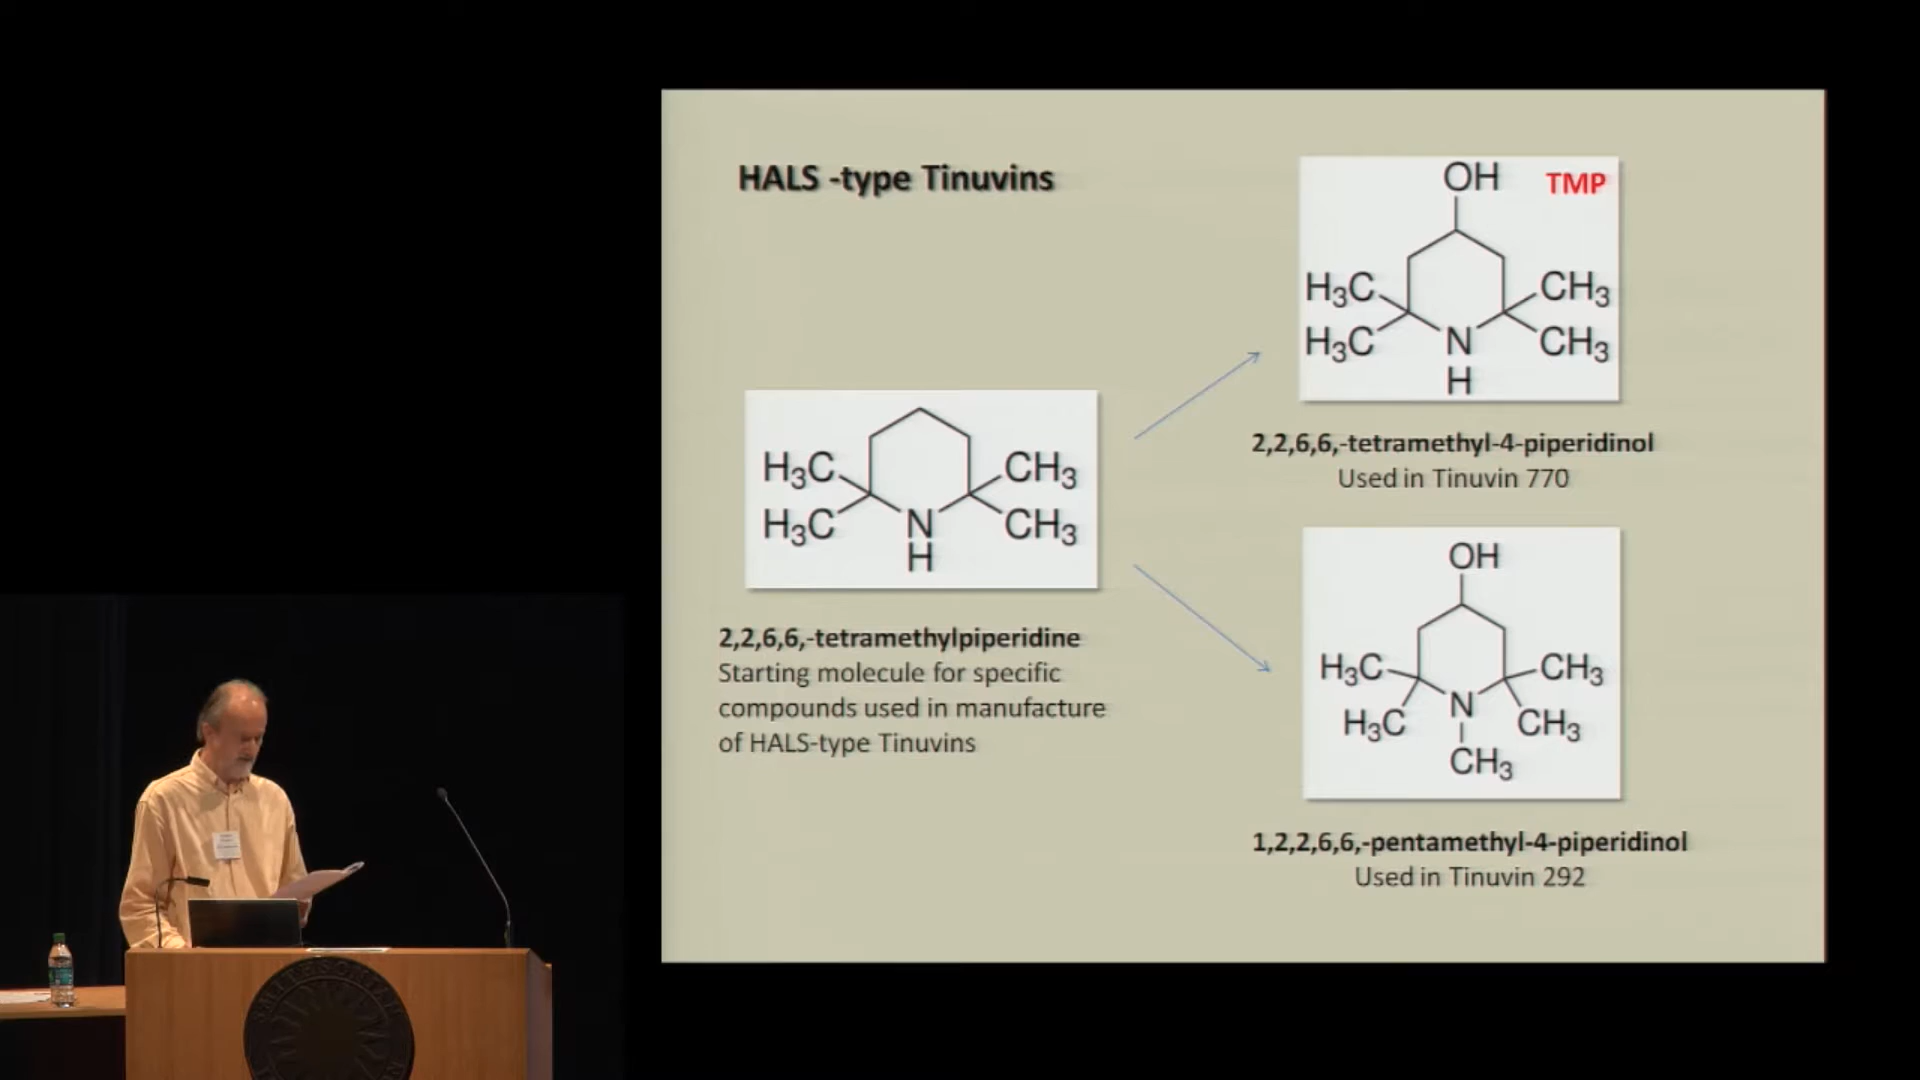 HALS -type Tinuvins
OH
TMP
H3C
CH3
H3C
N
CH3
H
2,2,6,6,-tetramethyl-4-piperidinol
Used in Tinuvin 770
H3C
CH3
H3C
N
CH3
H
2,2,6,6,-tetramethylpiperidine
Starting molecule for specific
compounds used in manufacture
of HALS-type Tinuvins
OH
H3C
CH3
N
H3C
CH3
CH3
1,2,2,6,6,-pentamethyl-4-piperidinol
Used in Tinuvin 292